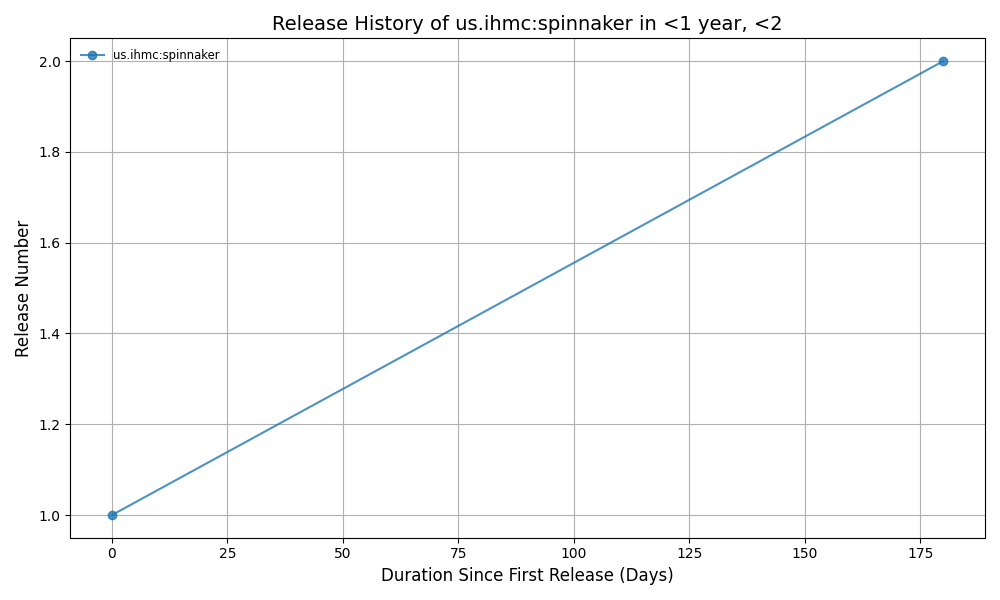 Release History of us.ihmc:spinnaker in <1 year, <2
us.ihmc:spinnaker
2.0
1.8
1.6
1.4
1.2
1.0
Release Number
0 25 50 75 100 125 150 175
Duration Since First Release (Days)